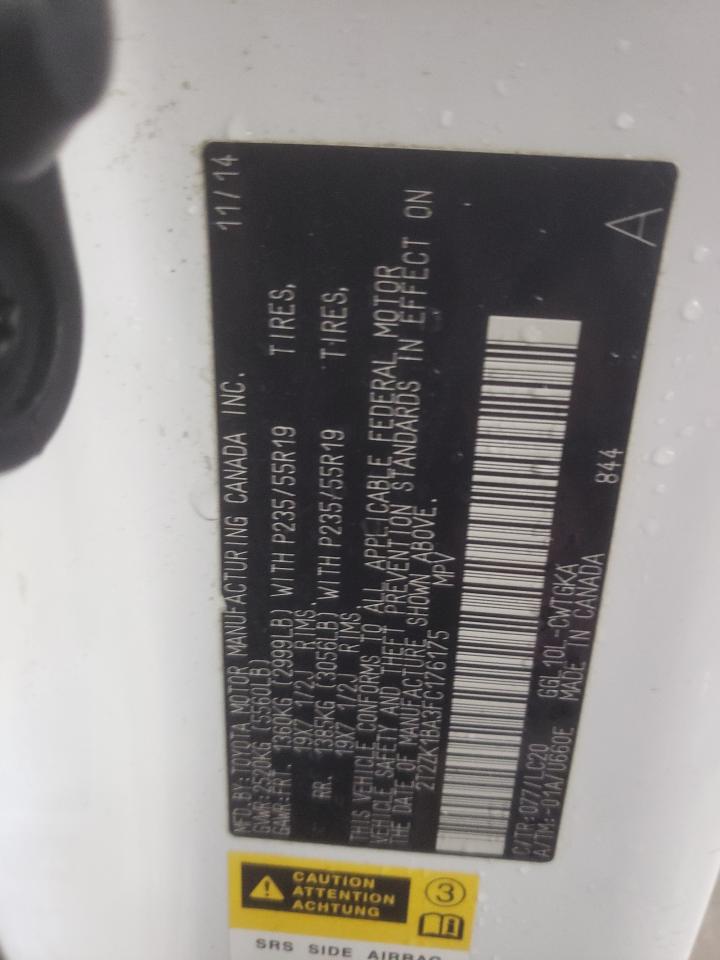 MFD BY:TOYOTA MOTOR MANUFACTURING CANADA INC. 11/14
GVWR:2520KG (5560LB)
GAWR:FRT. 1360KG (2999LB) WITH P235/55R19 TIRES,
19X7 1/2J RIMS,
RR. 1385KG (3056LB) WITH P235/55R19 TIRES,
19X7 1/2J RIMS.
THIS VEHICLE CONFORMS TO ALL APPLICABLE FEDERAL MOTOR
VEHICLE SAFETY AND THEFT PREVENTION STANDARDS IN EFFECT ON
THE DATE OF MANUFACTURE SHOWN ABOVE.
2T2ZK1BA3FC176175 MPV
C/TR:077/LC20 GGL10L-CWTGKA 844
A/TM:-01A/U660E MADE IN CANADA
A
CAUTION
ATTENTION
ACHTUNG
3
SRS SIDE AIRBAG